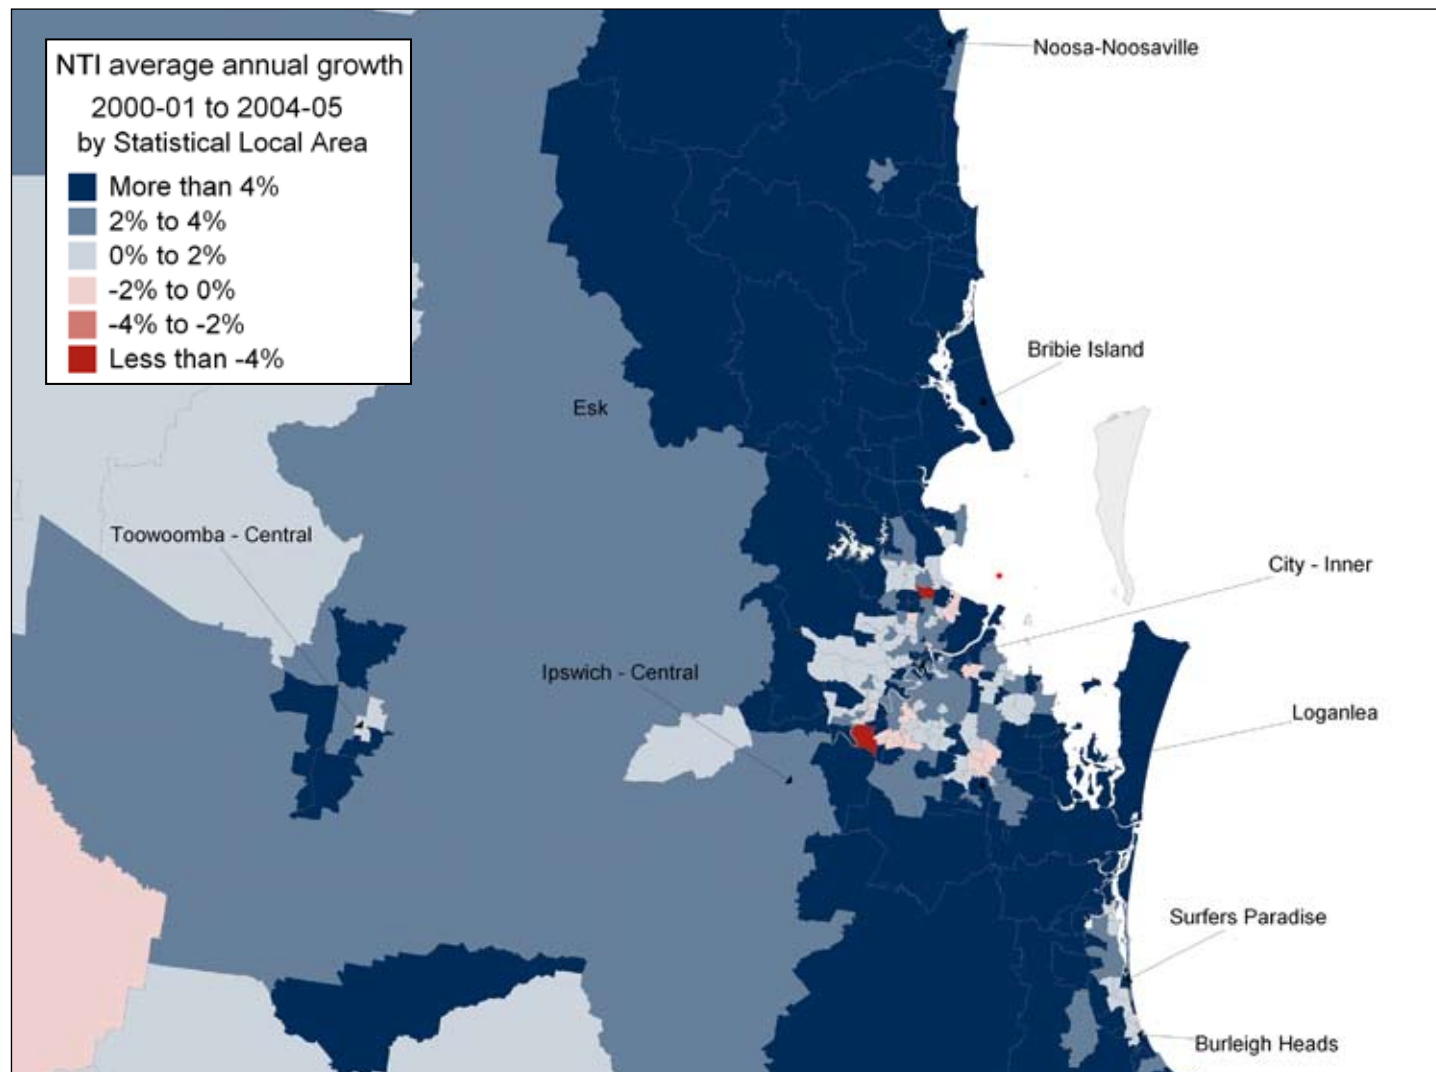 NTI average annual growth
2000-01 to 2004-05
by Statistical Local Area
More than 4%
2% to 4%
0% to 2%
-2% to 0%
-4% to -2%
Less than -4%
Noosa-Noosaville
Bribie Island
Esk
Toowoomba - Central
City - Inner
Ipswich - Central
Loganlea
Surfers Paradise
Burleigh Heads